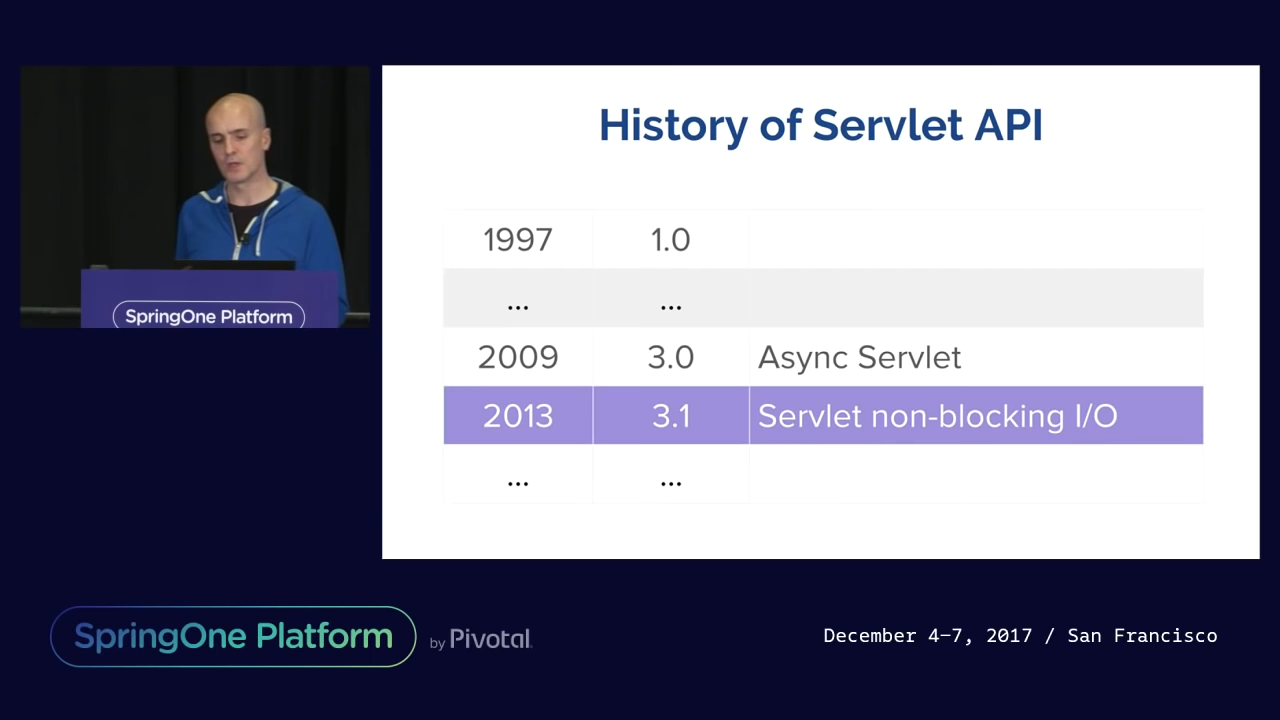 History of Servlet API
1997 1.0
... ...
2009 3.0 Async Servlet
2013 3.1 Servlet non-blocking I/O
... ...
SpringOne Platform
SpringOne Platform by Pivotal.
December 4–7, 2017 / San Francisco